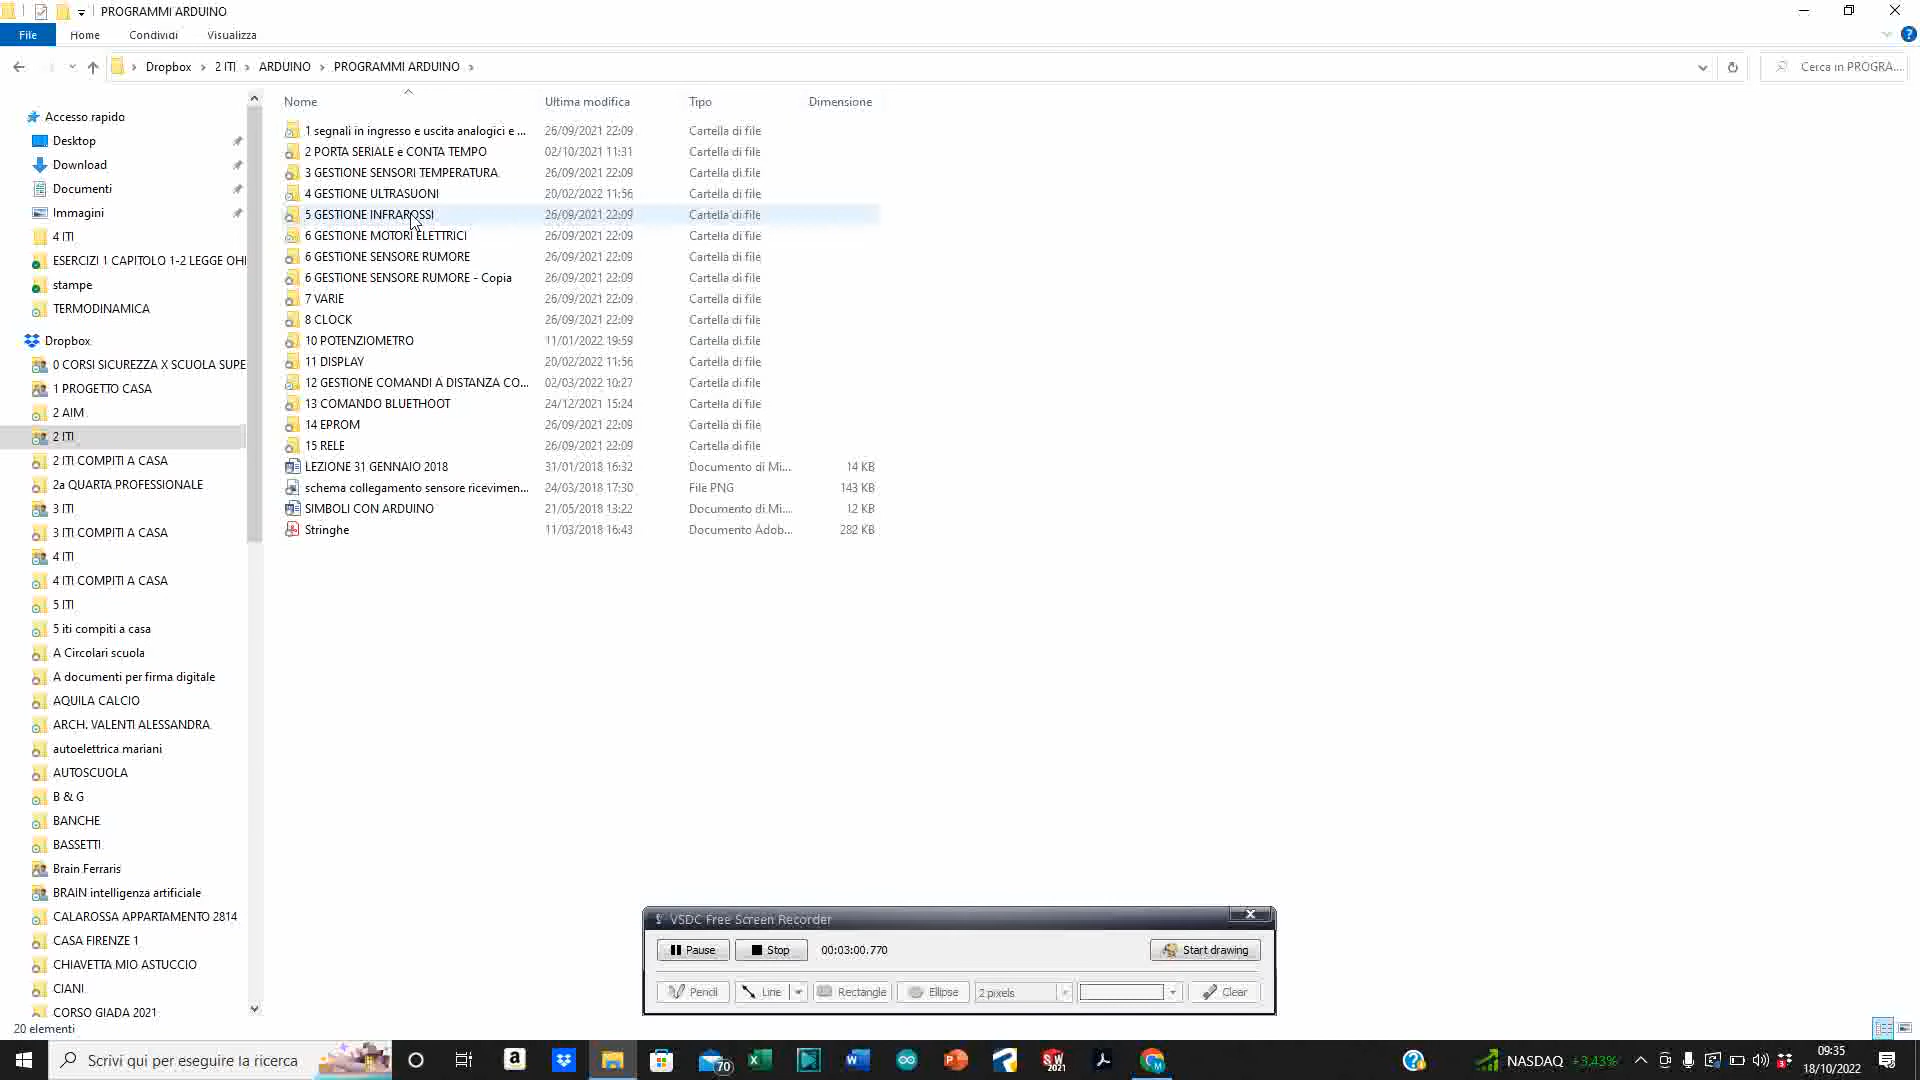 PROGRAMMI ARDUINO
File Home Condividi Visualizza
Dropbox 2 ITI ARDUINO PROGRAMMI ARDUINO
Cerca in PROGRA...
Nome Ultima modifica Tipo Dimensione
Accesso rapido
Desktop
Download
Documenti
Immagini
4 ITI
ESERCIZI 1 CAPITOLO 1-2 LEGGE OH
stampe
TERMODINAMICA
Dropbox
0 CORSI SICUREZZA X SCUOLA SUPE
1 PROGETTO CASA
2 AIM
2 ITI
2 ITI COMPITI A CASA
2a QUARTA PROFESSIONALE
3 ITI
3 ITI COMPITI A CASA
4 ITI
4 ITI COMPITI A CASA
5 ITI
5 iti compiti a casa
A Circolari scuola
A documenti per firma digitale
AQUILA CALCIO
ARCH. VALENTI ALESSANDRA
autoelettrica mariani
AUTOSCUOLA
B & G
BANCHE
BASSETTI
Brain Ferraris
BRAIN intelligenza artificiale
CALAROSSA APPARTAMENTO 2814
CASA FIRENZE 1
CHIAVETTA MIO ASTUCCIO
CIANI
CORSO GIADA 2021
1 segnali in ingresso e uscita analogici e ... 26/09/2021 22:09 Cartella di file
2 PORTA SERIALE e CONTA TEMPO 02/10/2021 11:31 Cartella di file
3 GESTIONE SENSORI TEMPERATURA 26/09/2021 22:09 Cartella di file
4 GESTIONE ULTRASUONI 20/02/2022 11:56 Cartella di file
5 GESTIONE INFRAROSSI 26/09/2021 22:09 Cartella di file
6 GESTIONE MOTORI ELETTRICI 26/09/2021 22:09 Cartella di file
6 GESTIONE SENSORE RUMORE 26/09/2021 22:09 Cartella di file
6 GESTIONE SENSORE RUMORE - Copia 26/09/2021 22:09 Cartella di file
7 VARIE 26/09/2021 22:09 Cartella di file
8 CLOCK 26/09/2021 22:09 Cartella di file
10 POTENZIOMETRO 11/01/2022 19:59 Cartella di file
11 DISPLAY 20/02/2022 11:56 Cartella di file
12 GESTIONE COMANDI A DISTANZA CO... 02/03/2022 10:27 Cartella di file
13 COMANDO BLUETHOOT 24/12/2021 15:24 Cartella di file
14 EPROM 26/09/2021 22:09 Cartella di file
15 RELE 26/09/2021 22:09 Cartella di file
LEZIONE 31 GENNAIO 2018 31/01/2018 16:32 Documento di Mi... 14 KB
schema collegamento sensore ricevimen... 24/03/2018 17:30 File PNG 143 KB
SIMBOLI CON ARDUINO 21/05/2018 13:22 Documento di Mi... 12 KB
Stringhe 11/03/2018 16:43 Documento Adob... 282 KB
VSDC Free Screen Recorder
Pause Stop 00:03:00.770 Start drawing
Pencil Line Rectangle Ellipse 2 pixels Clear
20 elementi
Scrivi qui per eseguire la ricerca
70
SW
2021
NASDAQ +3,43%
09:35
18/10/2022